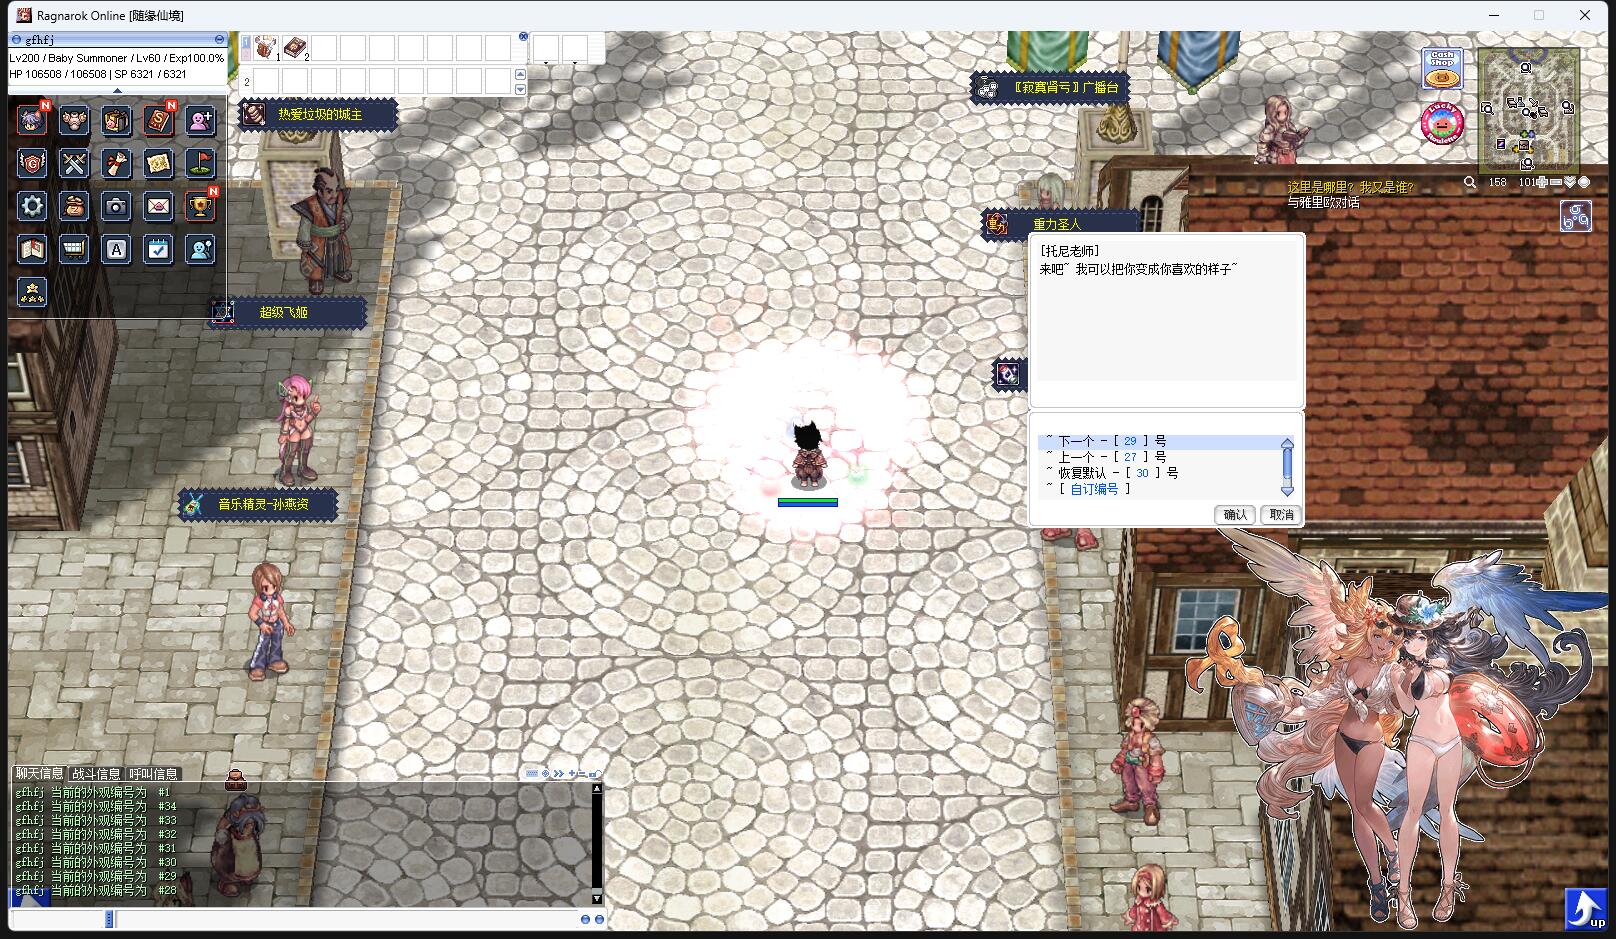 Ragnarok Online [随缘仙境]
gfhfj
Lv200 / Baby Summoner / Lv60 / Exp100.0%
HP 106508 / 106508 | SP 6321 / 6321
1
2
2
热爱垃圾的城主
〖寂寞肾亏〗广播台
Cash Shop
Lucky Roulette
158 101
这里是哪里? 我又是谁?
与雅里欧对话
重力
重力圣人
[托尼老师]
来吧~ 我可以把你变成你喜欢的样子~
超级飞姬
~ 下一个 - [ 29 ] 号
~ 上一个 - [ 27 ] 号
~ 恢复默认 - [ 30 ] 号
~ [ 自订编号 ]
确认 取消
音乐精灵-孙燕资
聊天信息 战斗信息 呼叫信息
gfhfj 当前的外观编号为 #1
gfhfj 当前的外观编号为 #34
gfhfj 当前的外观编号为 #33
gfhfj 当前的外观编号为 #32
gfhfj 当前的外观编号为 #31
gfhfj 当前的外观编号为 #30
gfhfj 当前的外观编号为 #29
gfhfj 当前的外观编号为 #28
up